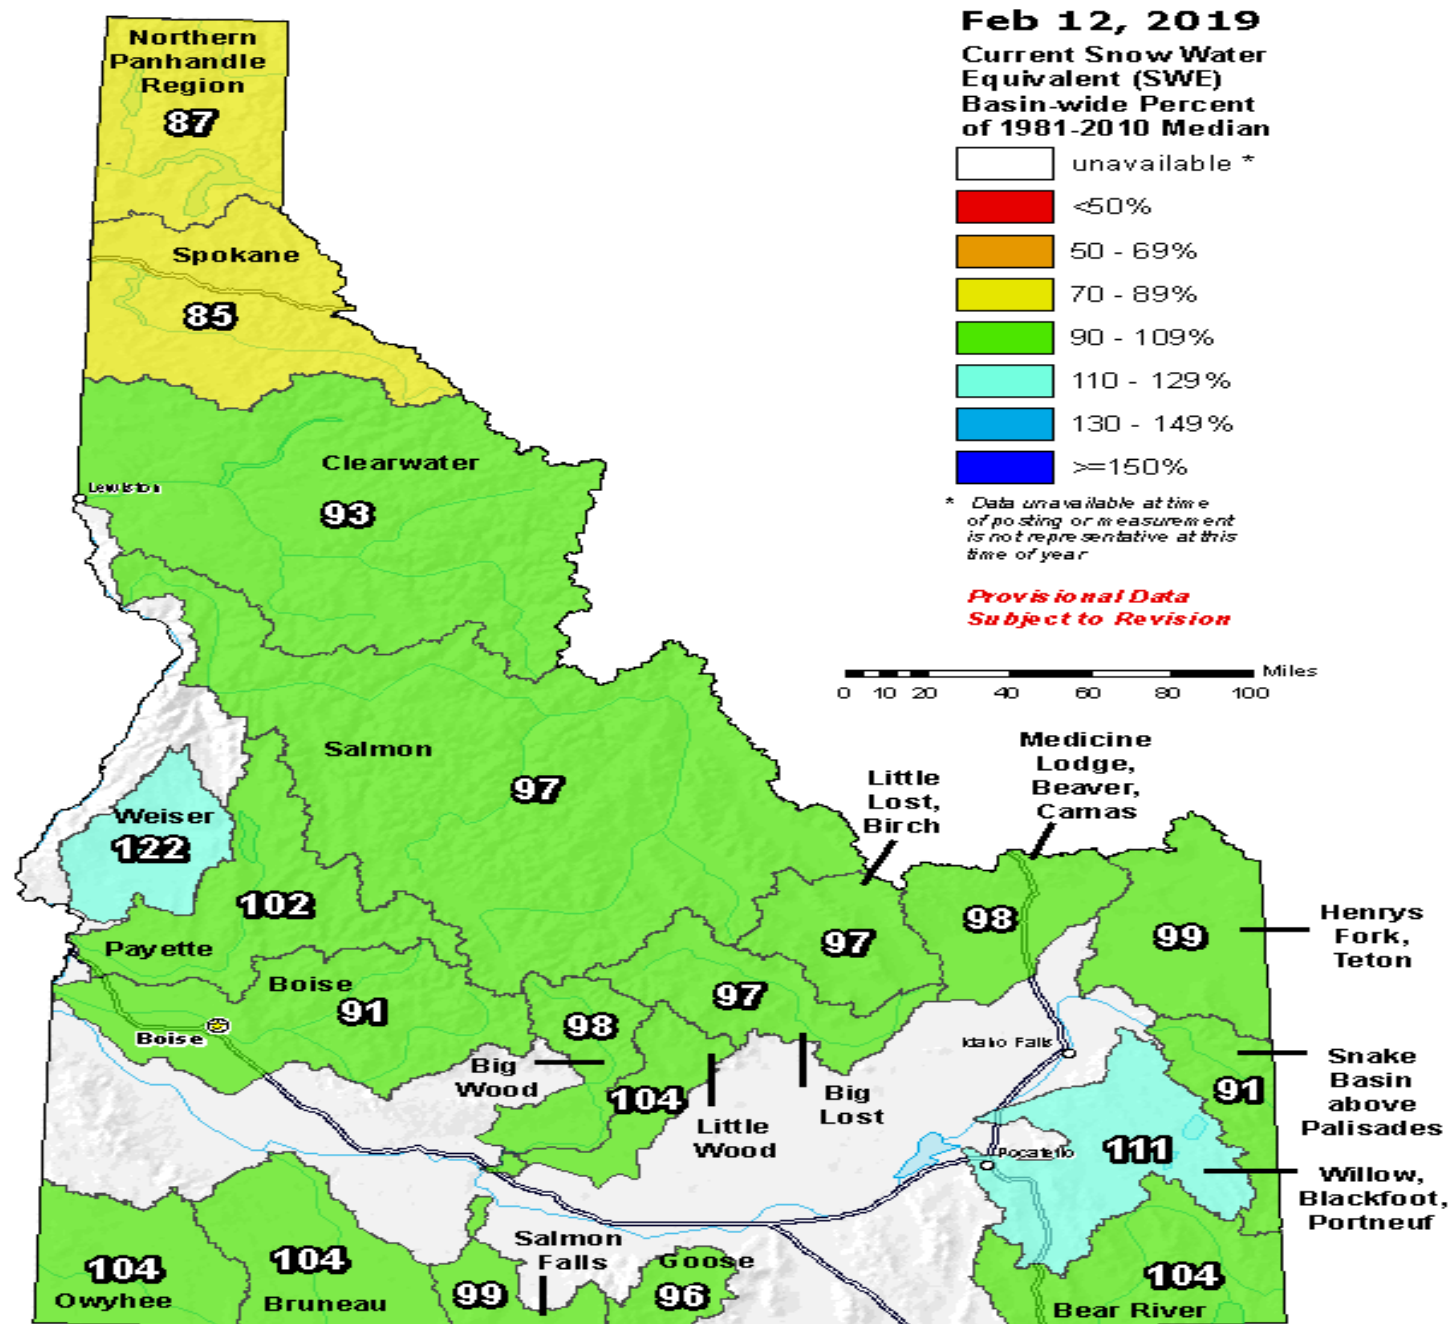 Feb 12, 2019
Current Snow Water
Equivalent (SWE)
Basin-wide Percent
of 1981-2010 Median
unavailable *
<50%
50 - 69%
70 - 89%
90 - 109%
110 - 129%
130 - 149%
>=150%
* Data unavailable at time
of posting or measurement
is not representative at this
time of year
Provisional Data
Subject to Revision
Miles
0 10 20 40 60 80 100
Northern
Panhandle
Region
87
Spokane
85
Clearwater
93
Lewiston
Salmon
97
Weiser
122
102
Payette
Boise
91
Boise
Little
Lost,
Birch
97
Medicine
Lodge,
Beaver,
Camas
98
99
Henrys
Fork,
Teton
97
Big
Lost
98
Big
Wood
104
Little
Wood
Idaho Falls
91
Snake
Basin
above
Palisades
Pocatello
111
Willow,
Blackfoot,
Portneuf
104
Owyhee
104
Bruneau
Salmon
Falls
99
Goose
96
104
Bear River